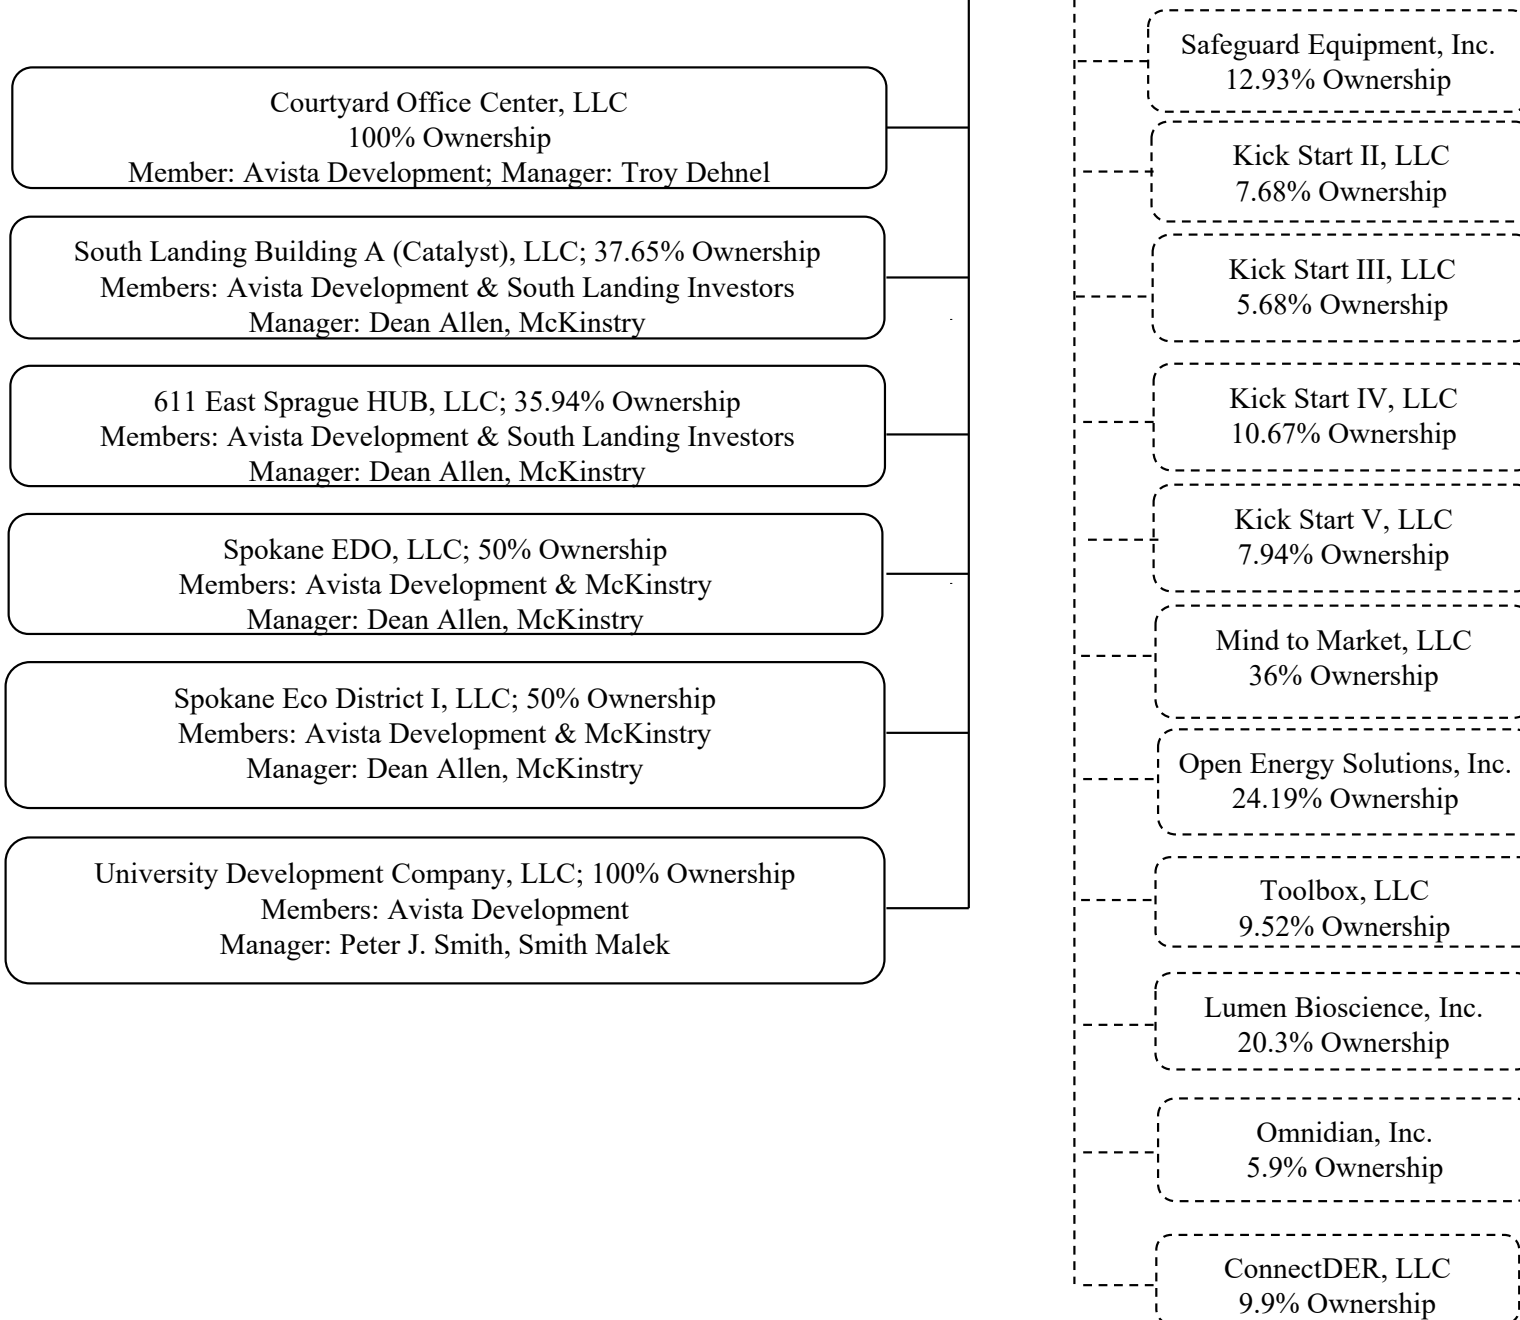 Courtyard Office Center, LLC
100% Ownership
Member: Avista Development; Manager: Troy Dehnel
South Landing Building A (Catalyst), LLC; 37.65% Ownership
Members: Avista Development & South Landing Investors
Manager: Dean Allen, McKinstry
611 East Sprague HUB, LLC; 35.94% Ownership
Members: Avista Development & South Landing Investors
Manager: Dean Allen, McKinstry
Spokane EDO, LLC; 50% Ownership
Members: Avista Development & McKinstry
Manager: Dean Allen, McKinstry
Spokane Eco District I, LLC; 50% Ownership
Members: Avista Development & McKinstry
Manager: Dean Allen, McKinstry
University Development Company, LLC; 100% Ownership
Members: Avista Development
Manager: Peter J. Smith, Smith Malek
Safeguard Equipment, Inc.
12.93% Ownership
Kick Start II, LLC
7.68% Ownership
Kick Start III, LLC
5.68% Ownership
Kick Start IV, LLC
10.67% Ownership
Kick Start V, LLC
7.94% Ownership
Mind to Market, LLC
36% Ownership
Open Energy Solutions, Inc.
24.19% Ownership
Toolbox, LLC
9.52% Ownership
Lumen Bioscience, Inc.
20.3% Ownership
Omnidian, Inc.
5.9% Ownership
ConnectDER, LLC
9.9% Ownership